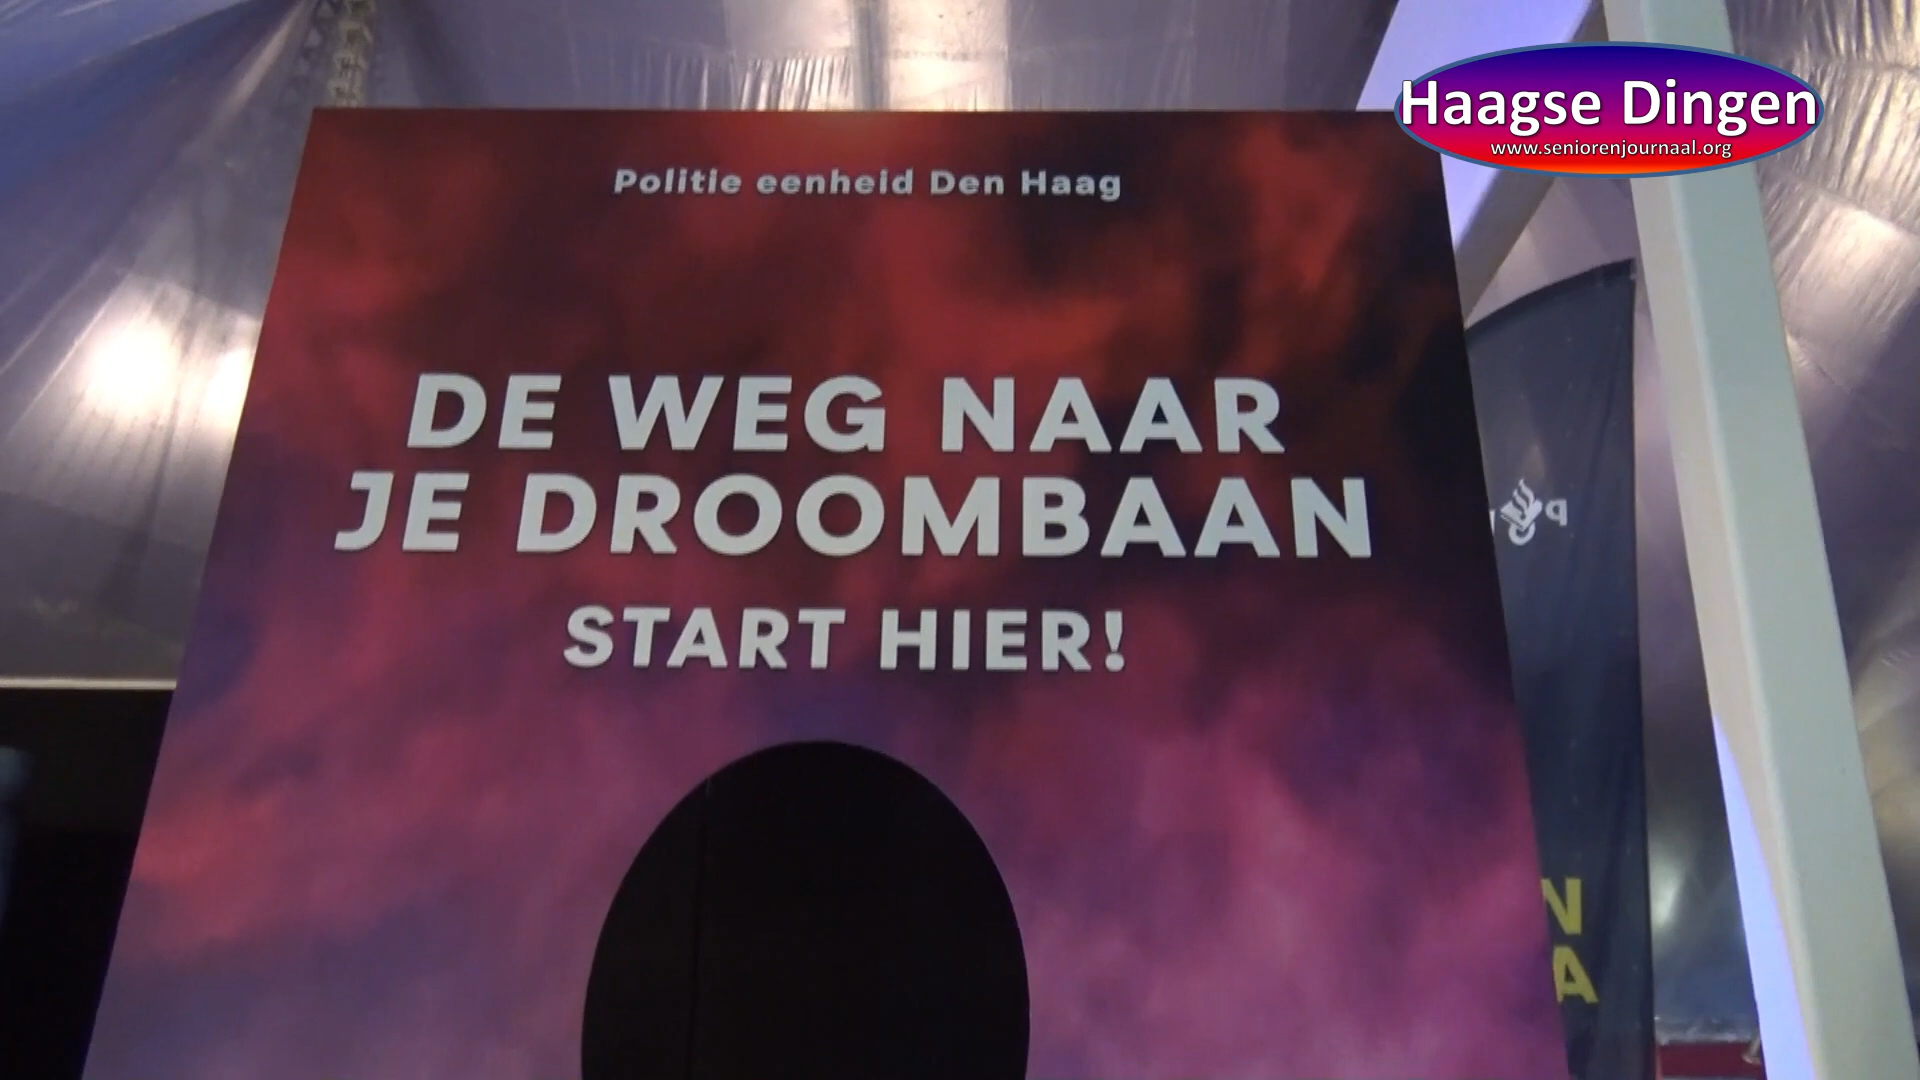 Haagse Dingen
www.seniorenjournaal.org
Politie eenheid Den Haag
DE WEG NAAR
JE DROOMBAAN
START HIER!
N
A